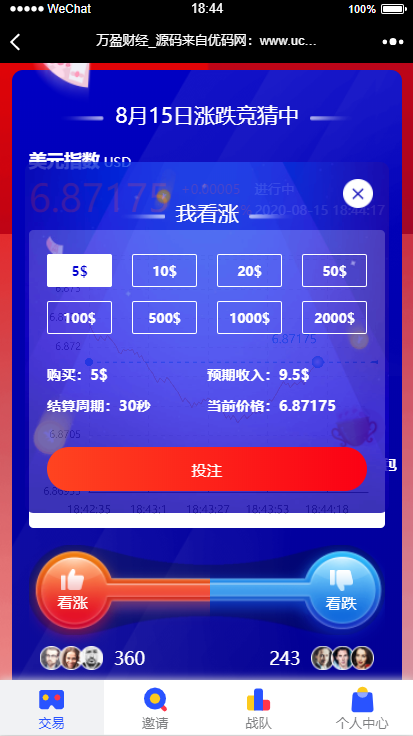 WeChat
18:44
100%
万盈财经_源码来自优码网：www.uc...
8月15日涨跌竞猜中
美元指数 USD
6.87175
+0.00005 进行中
2020-08-15 18:44:17
我看涨
5$ 10$ 20$ 50$
6.875
100$ 500$ 1000$ 2000$
6.87175
6.872
购买：5$ 预期收入：9.5$
结算周期：30秒 当前价格：6.87175
6.8705
投注
18:42:35 18:43:1 18:43:27 18:43:53 18:44:18
看涨 看跌
360 243
交易 邀请 战队 个人中心